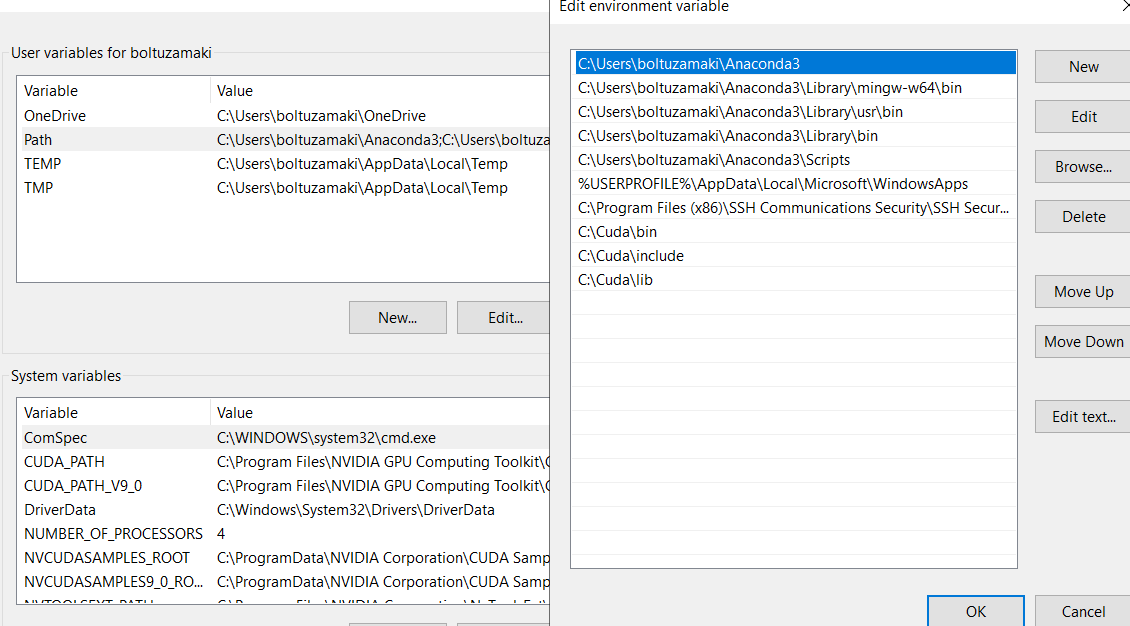 User variables for boltuzamaki
Variable Value
OneDrive C:\Users\boltuzamaki\OneDrive
Path C:\Users\boltuzamaki\Anaconda3;C:\Users\boltuza
TEMP C:\Users\boltuzamaki\AppData\Local\Temp
TMP C:\Users\boltuzamaki\AppData\Local\Temp
New... Edit...
System variables
Variable Value
ComSpec C:\WINDOWS\system32\cmd.exe
CUDA_PATH C:\Program Files\NVIDIA GPU Computing Toolkit\C
CUDA_PATH_V9_0 C:\Program Files\NVIDIA GPU Computing Toolkit\C
DriverData C:\Windows\System32\Drivers\DriverData
NUMBER_OF_PROCESSORS 4
NVCUDASAMPLES_ROOT C:\ProgramData\NVIDIA Corporation\CUDA Samp
NVCUDASAMPLES9_0_RO... C:\ProgramData\NVIDIA Corporation\CUDA Samp
Edit environment variable
C:\Users\boltuzamaki\Anaconda3
C:\Users\boltuzamaki\Anaconda3\Library\mingw-w64\bin
C:\Users\boltuzamaki\Anaconda3\Library\usr\bin
C:\Users\boltuzamaki\Anaconda3\Library\bin
C:\Users\boltuzamaki\Anaconda3\Scripts
%USERPROFILE%\AppData\Local\Microsoft\WindowsApps
C:\Program Files (x86)\SSH Communications Security\SSH Secur...
C:\Cuda\bin
C:\Cuda\include
C:\Cuda\lib
New
Edit
Browse...
Delete
Move Up
Move Down
Edit text...
OK Cancel